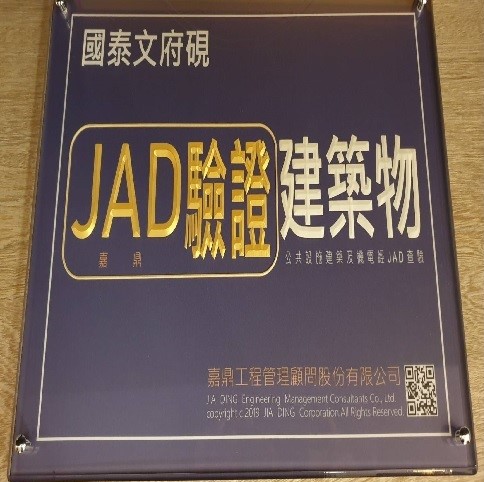 國泰文府硯
JAD驗證建築物
嘉鼎
公共設施建築及機電經JAD查驗
嘉鼎工程管理顧問股份有限公司
JIA DING Engineering Management Consultants Co., Ltd.
copyright c 2019 JIA DING Corporation.All Rights Reserved.